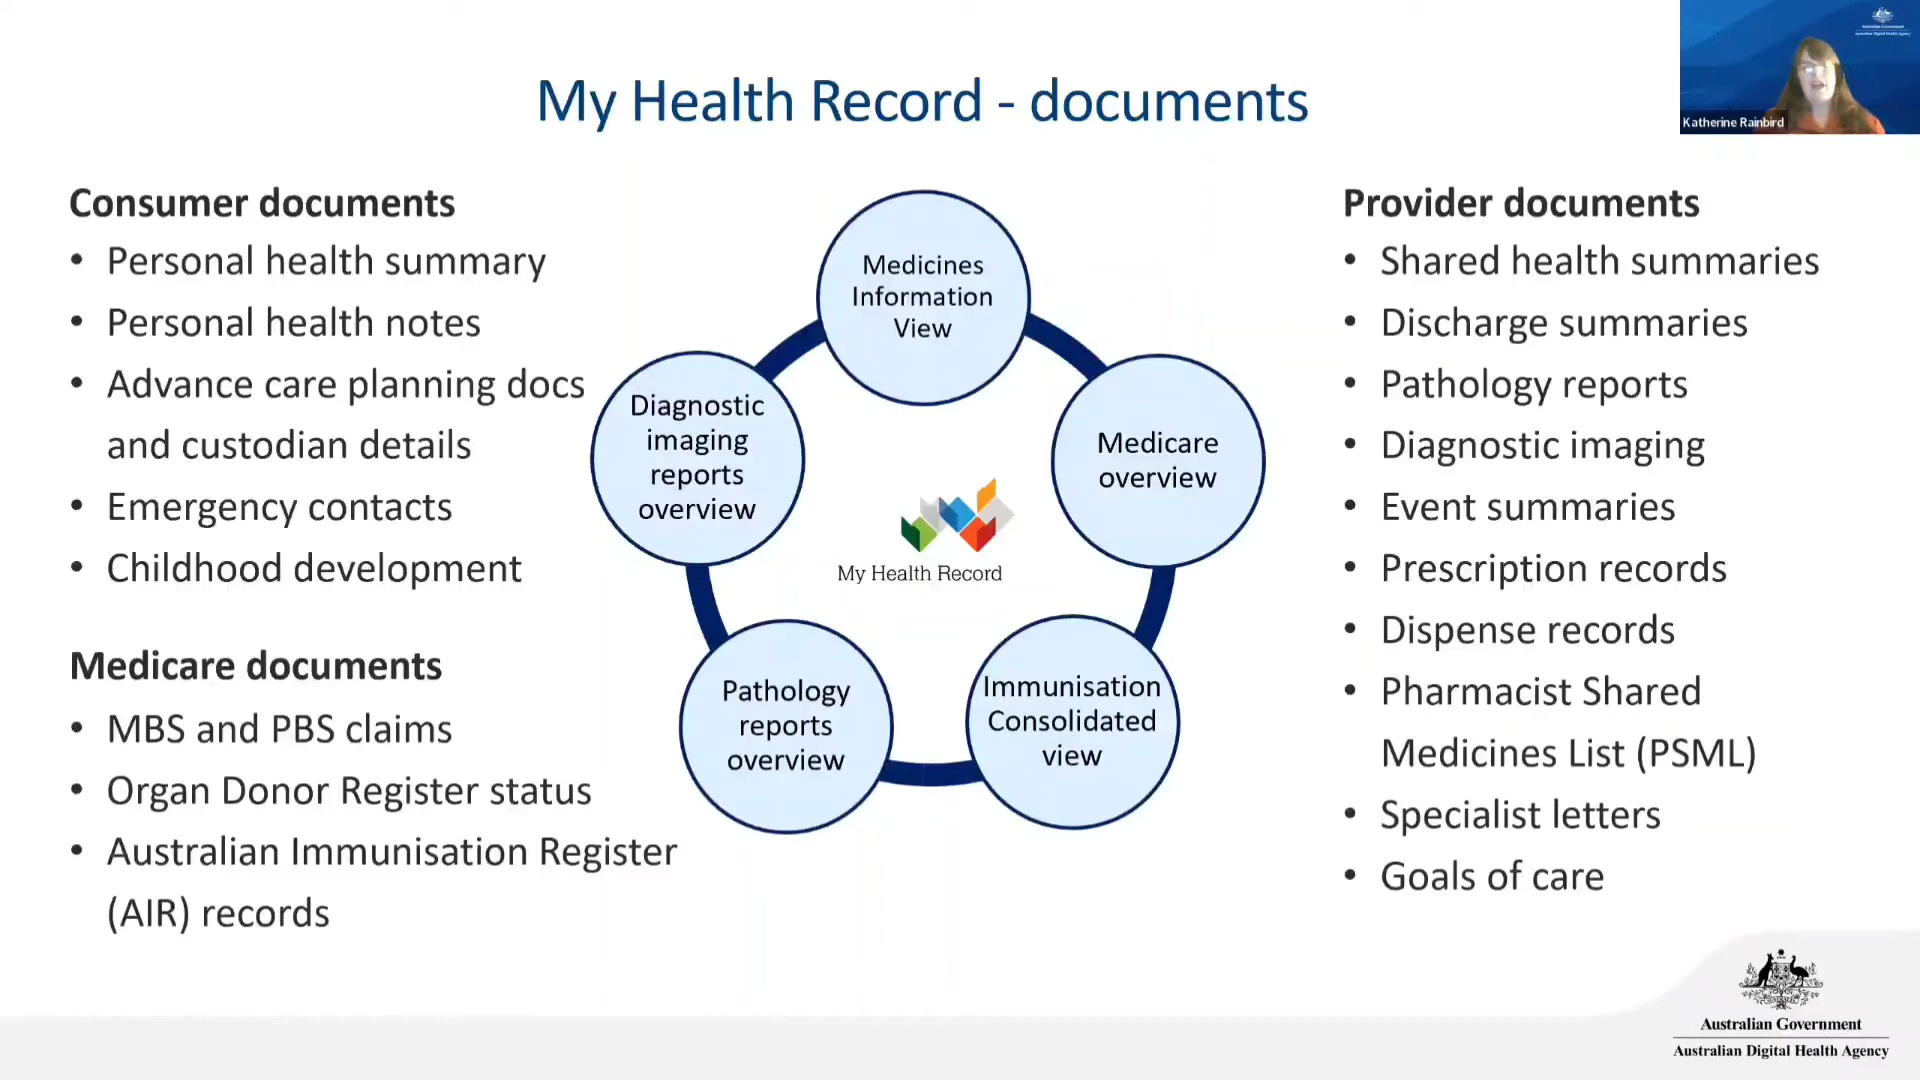 My Health Record - documents
Katherine Rainbird
Consumer documents
• Personal health summary
• Personal health notes
• Advance care planning docs
and custodian details
• Emergency contacts
• Childhood development
Medicare documents
• MBS and PBS claims
• Organ Donor Register status
• Australian Immunisation Register
(AIR) records
Medicines
Information
View
Medicare
overview
Immunisation
Consolidated
view
Pathology
reports
overview
Diagnostic
imaging
reports
overview
My Health Record
Provider documents
• Shared health summaries
• Discharge summaries
• Pathology reports
• Diagnostic imaging
• Event summaries
• Prescription records
• Dispense records
• Pharmacist Shared
Medicines List (PSML)
• Specialist letters
• Goals of care
Australian Government
Australian Digital Health Agency